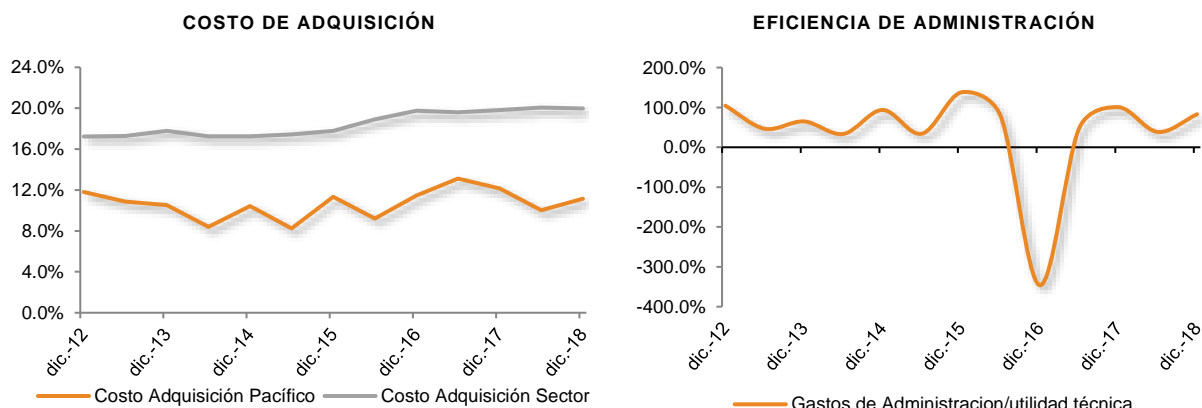 COSTO DE ADQUISICIÓN
24.0%
20.0%
16.0%
12.0%
8.0%
4.0%
0.0%
dic.-12
dic.-13
dic.-14
dic.-15
dic.-16
dic.-17
dic.-18
Costo Adquisición Pacífico
Costo Adquisición Sector
EFICIENCIA DE ADMINISTRACIÓN
200.0%
100.0%
0.0%
-100.0%
-200.0%
-300.0%
-400.0%
dic.-12
dic.-13
dic.-14
dic.-15
dic.-16
dic.-17
dic.-18
Gastos de Administracion/utilidad técnica